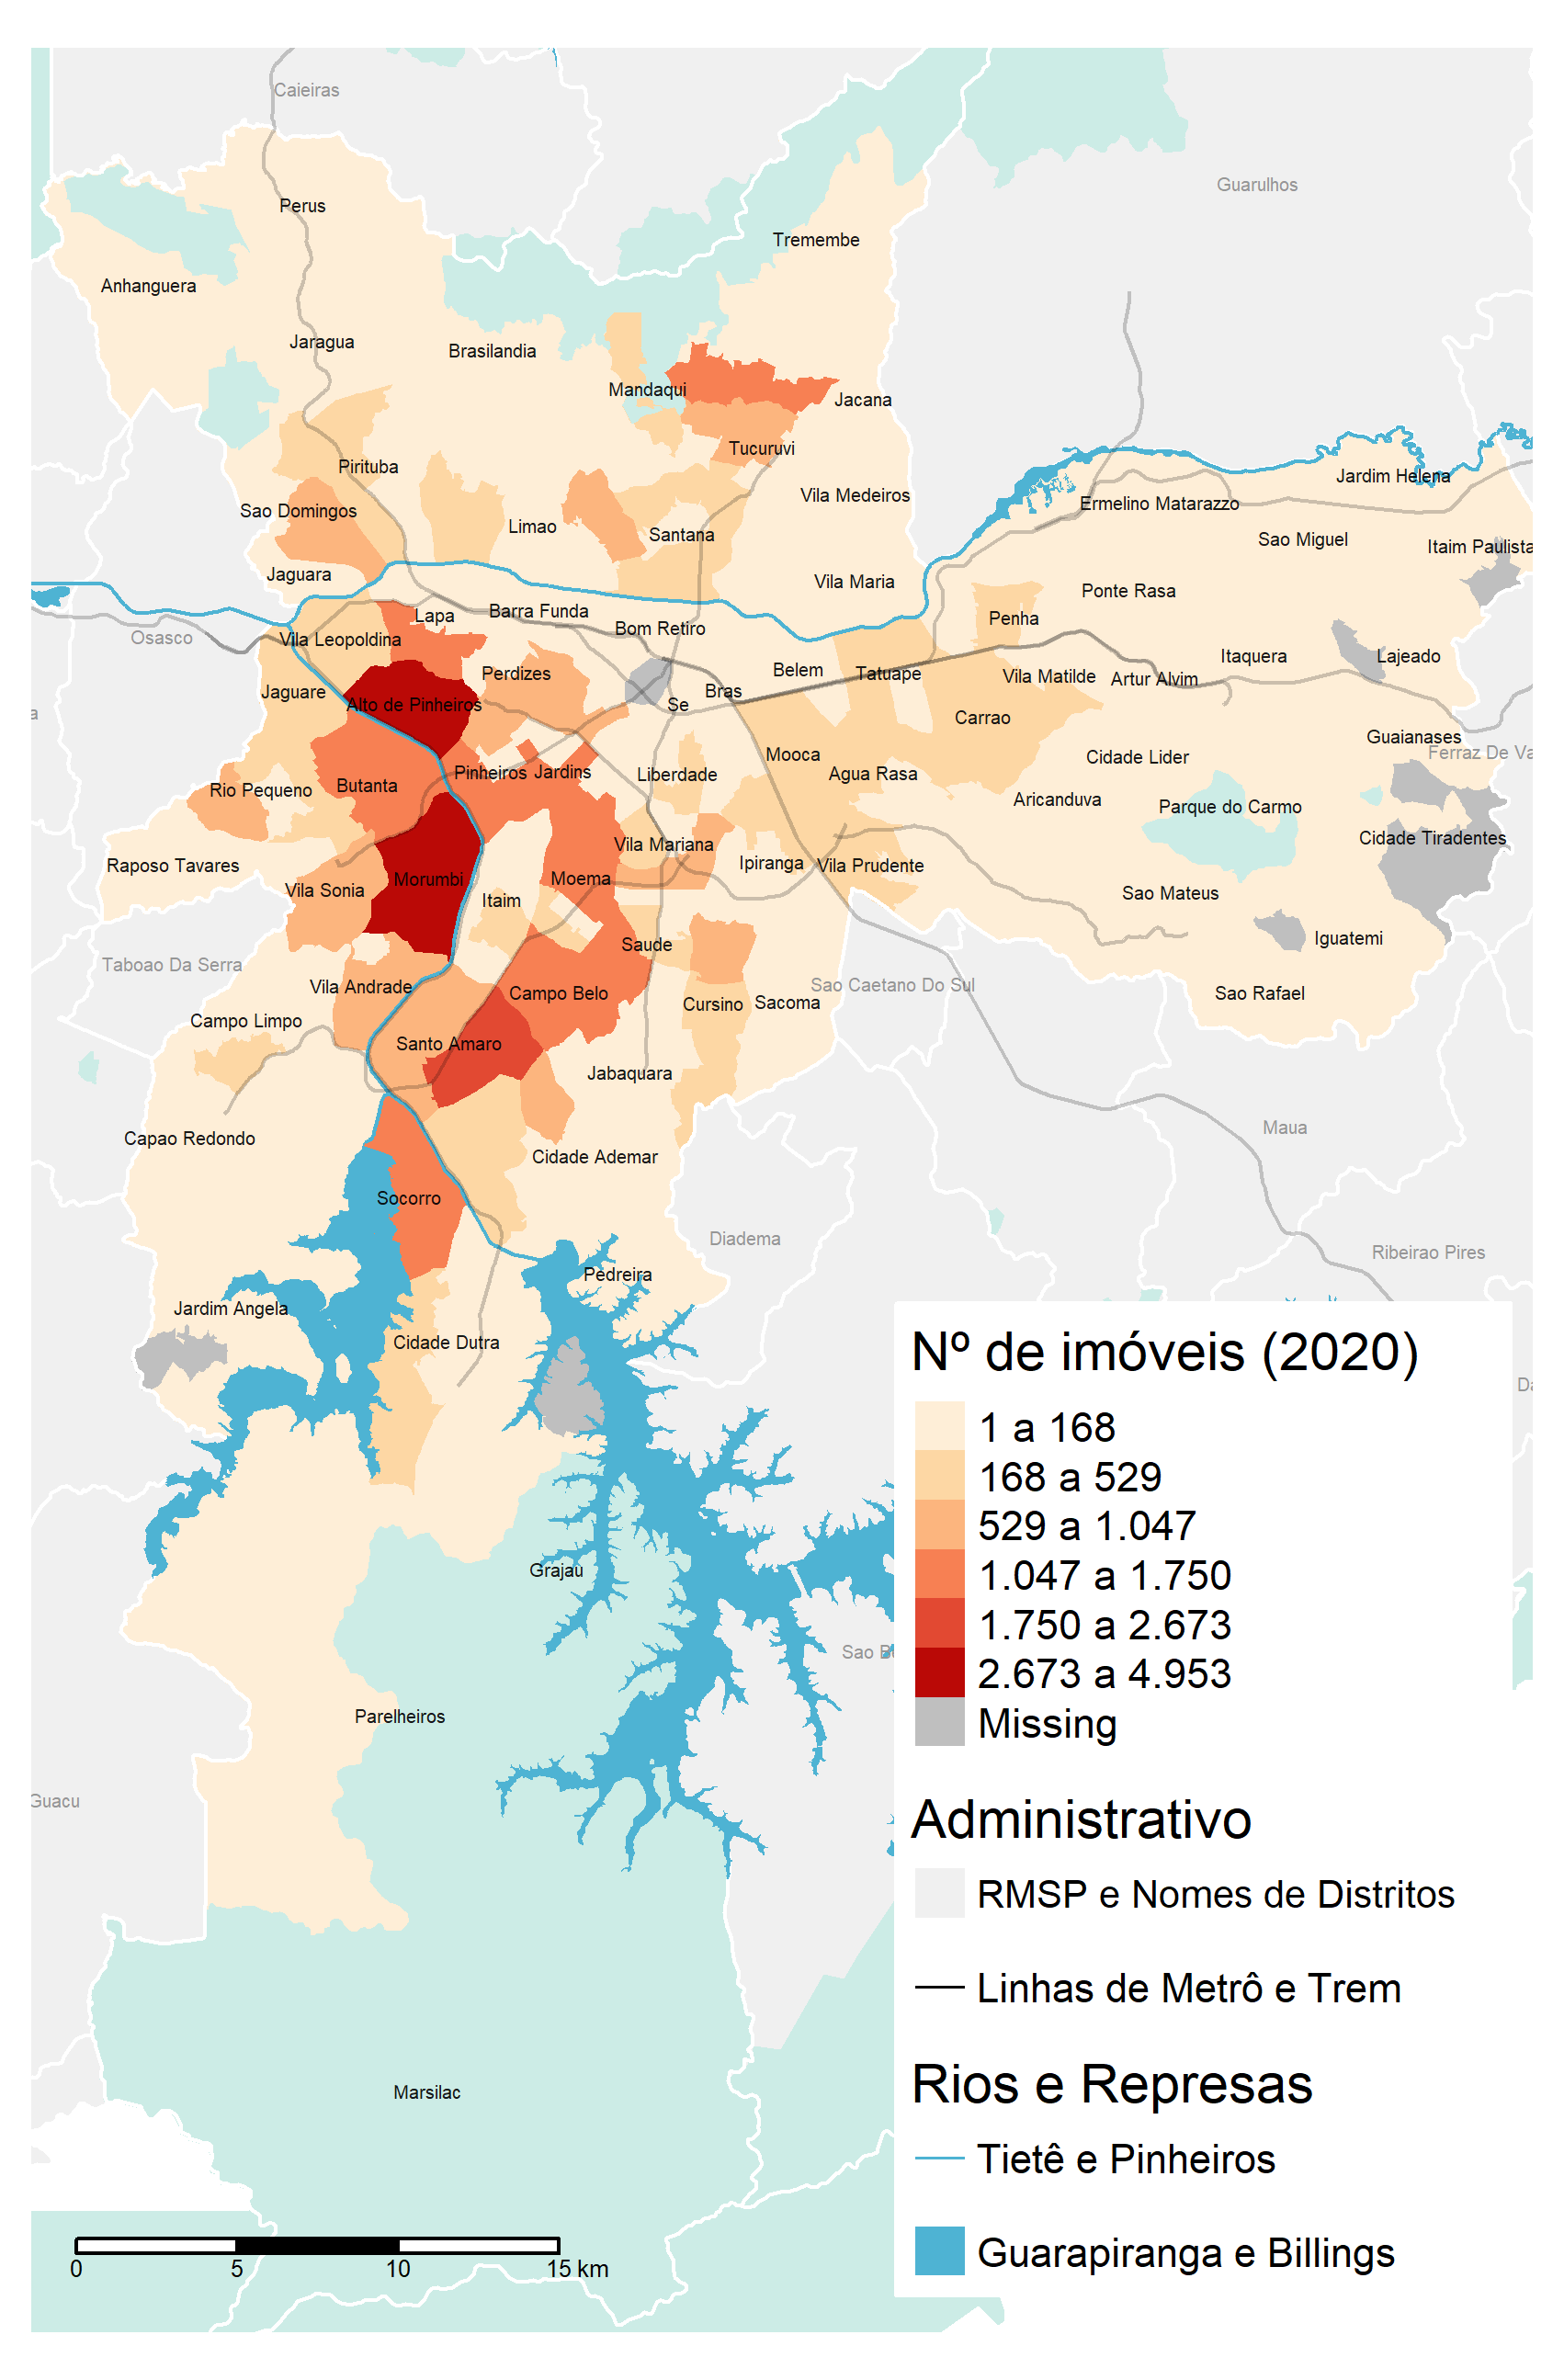 Caieiras
Guarulhos
Perus
Tremembe
Anhanguera
Jaragua
Brasilandia
Mandaqui
Jacana
Tucuruvi
Pirituba
Jardim Helena
Vila Medeiros
Ermelino Matarazzo
Sao Domingos
Limao
Santana
Sao Miguel
Itaim Paulista
Jaguara
Vila Maria
Ponte Rasa
Barra Funda
Lapa
Penha
Bom Retiro
Osasco
Vila Leopoldina
Itaquera
Lajeado
Belem
Perdizes
Tatuape
Vila Matilde
Artur Alvim
Jaguare
Bras
Alto de Pinheiros
Se
a
Carrao
Guaianases
Ferraz De Va
Mooca
Cidade Lider
Pinheiros
Jardins
Liberdade
Agua Rasa
Butanta
Rio Pequeno
Aricanduva
Parque do Carmo
Cidade Tiradentes
Vila Mariana
Raposo Tavares
Ipiranga
Vila Prudente
Morumbi
Moema
Vila Sonia
Sao Mateus
Itaim
Iguatemi
Saude
Taboao Da Serra
Sao Caetano Do Sul
Vila Andrade
Campo Belo
Sao Rafael
Cursino
Sacoma
Campo Limpo
Santo Amaro
Jabaquara
Maua
Capao Redondo
Cidade Ademar
Socorro
Diadema
Ribeirao Pires
Pedreira
Jardim Angela
Cidade Dutra
Da
Grajau
Sao B
Parelheiros
Guacu
Marsilac
Nº de imóveis (2020)
1 a 168
168 a 529
529 a 1.047
1.047 a 1.750
1.750 a 2.673
2.673 a 4.953
Missing
Administrativo
RMSP e Nomes de Distritos
Linhas de Metrô e Trem
Rios e Represas
Tietê e Pinheiros
Guarapiranga e Billings
0 5 10 15 km